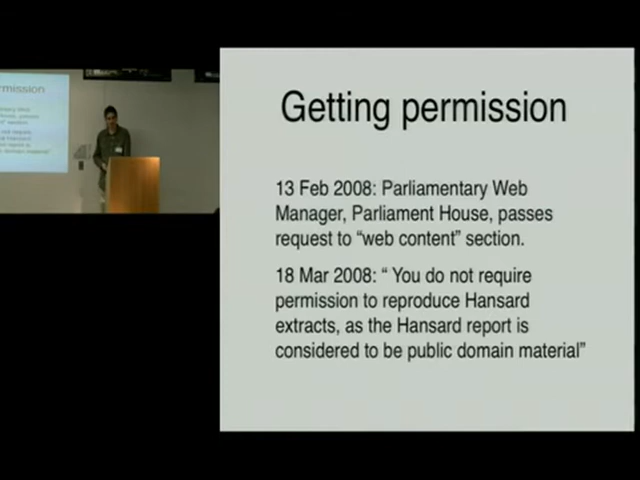 Getting permission
13 Feb 2008: Parliamentary Web
Manager, Parliament House, passes
request to “web content” section.
18 Mar 2008: “ You do not require
permission to reproduce Hansard
extracts, as the Hansard report is
considered to be public domain material”